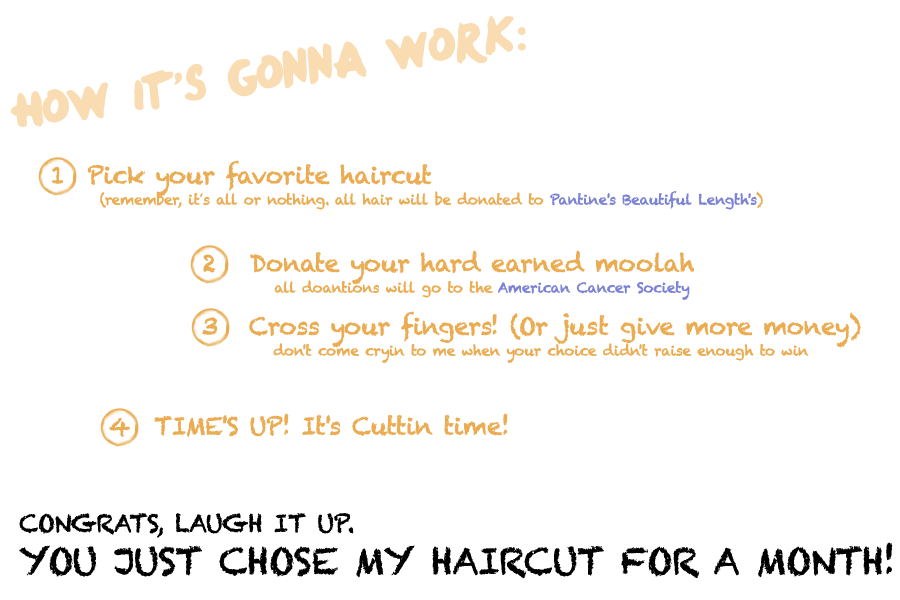 HOW IT'S GONNA WORK:
1 Pick your favorite haircut
(remember, it's all or nothing. all hair will be donated to Pantine's Beautiful Length's)
2 Donate your hard earned moolah
all doantions will go to the American Cancer Society
3 Cross your fingers! (Or just give more money)
don't come cryin to me when your choice didn't raise enough to win
4 TIME'S UP! It's Cuttin time!
CONGRATS, LAUGH IT UP.
YOU JUST CHOSE MY HAIRCUT FOR A MONTH!